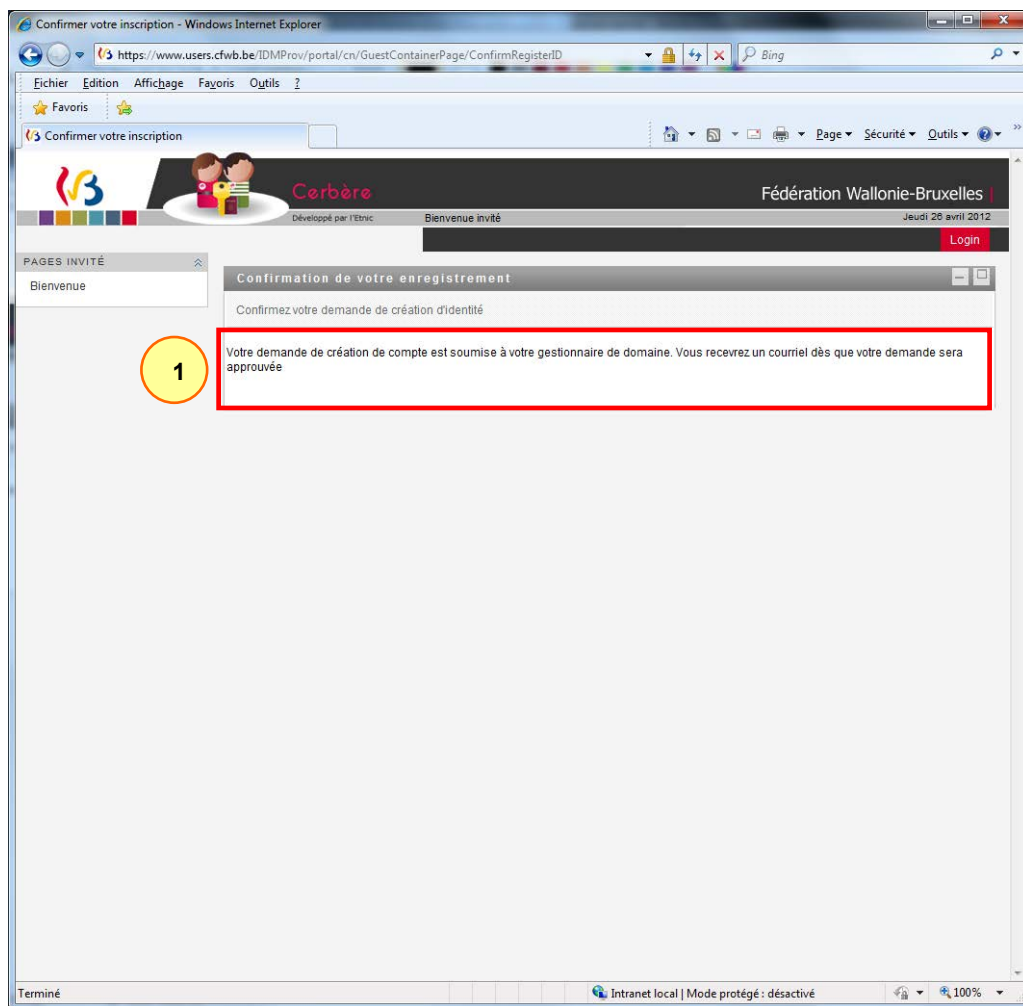 Confirmer votre inscription - Windows Internet Explorer
https://www.users.cfwb.be/IDMProv/portal/cn/GuestContainerPage/ConfirmRegisterID
Bing
Fichier Edition Affichage Favoris Outils ?
Favoris
Confirmer votre inscription
Page Sécurité Outils
Cerbère
Fédération Wallonie-Bruxelles
Développé par l'Etnic
Bienvenue invité
Jeudi 26 avril 2012
Login
PAGES INVITÉ
Bienvenue
Confirmation de votre enregistrement
Confirmez votre demande de création d'identité
1
Votre demande de création de compte est soumise à votre gestionnaire de domaine. Vous recevrez un courriel dès que votre demande sera
approuvée
Terminé
Intranet local | Mode protégé : désactivé
100%